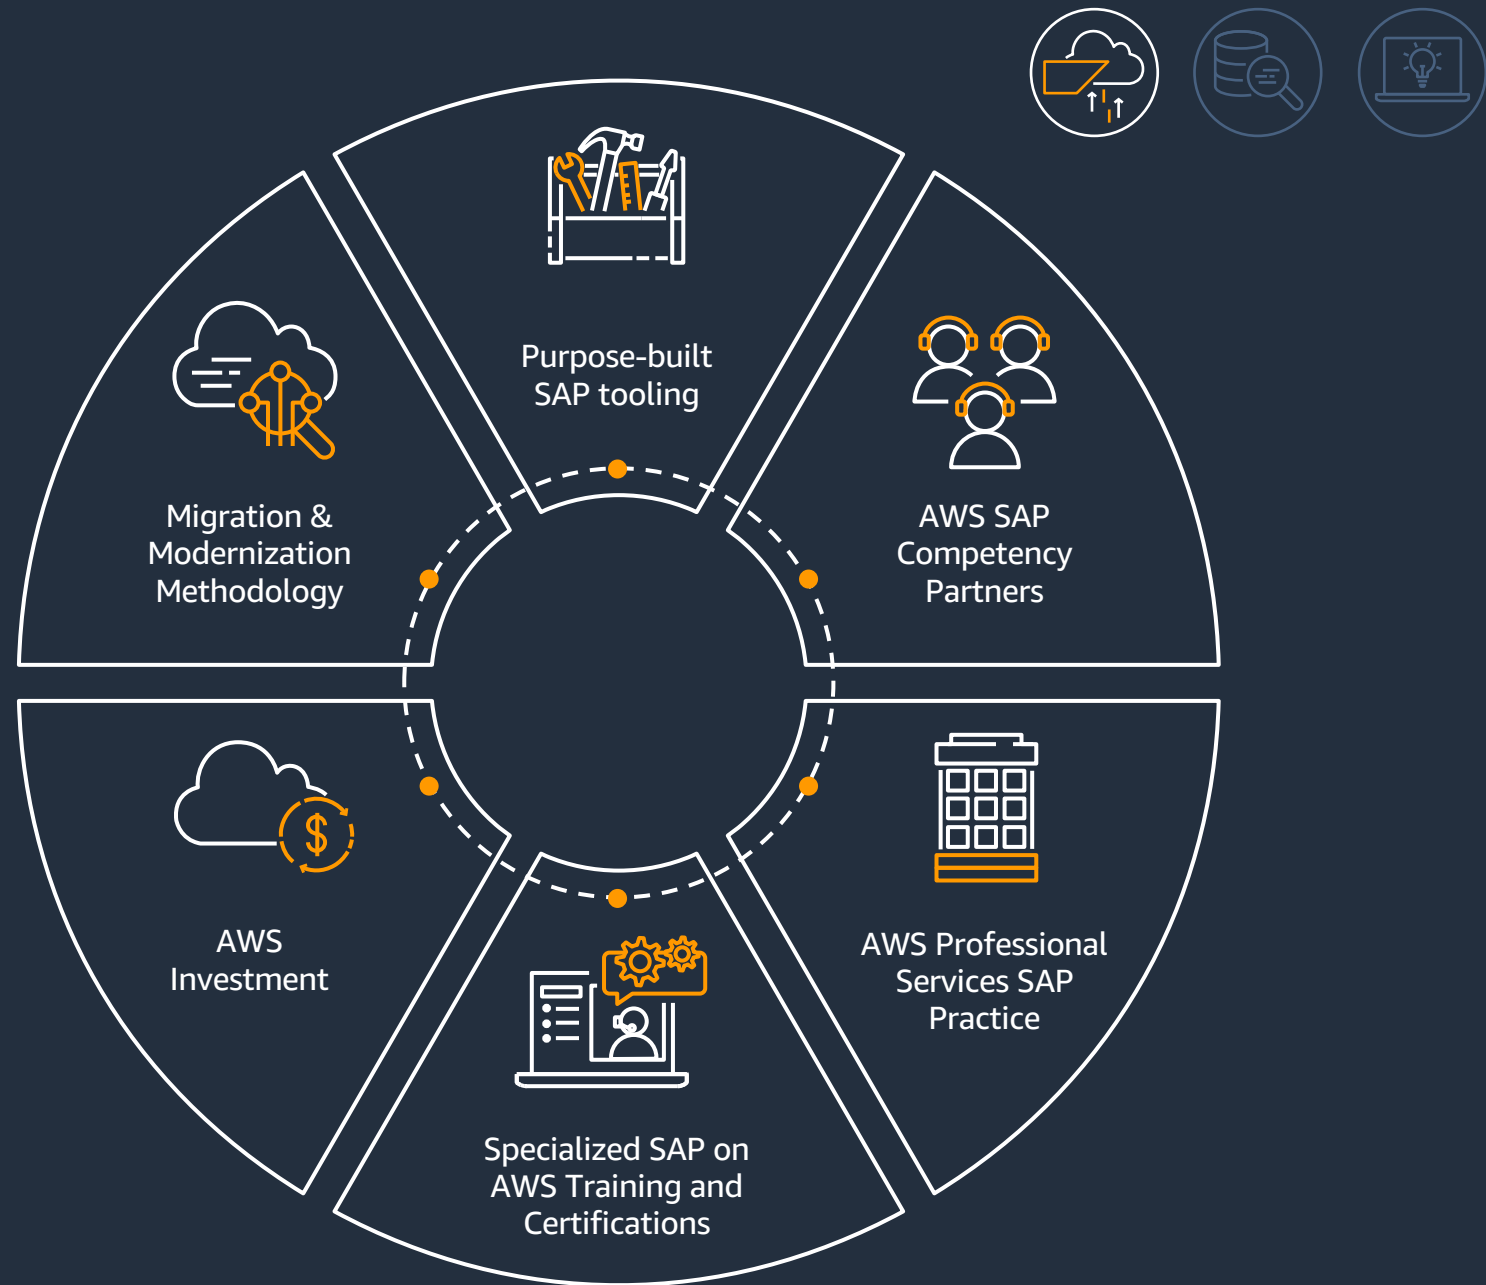 Purpose-built
SAP tooling
AWS SAP
Competency
Partners
AWS Professional
Services SAP
Practice
Specialized SAP on
AWS Training and
Certifications
AWS
Investment
$
Migration &
Modernization
Methodology